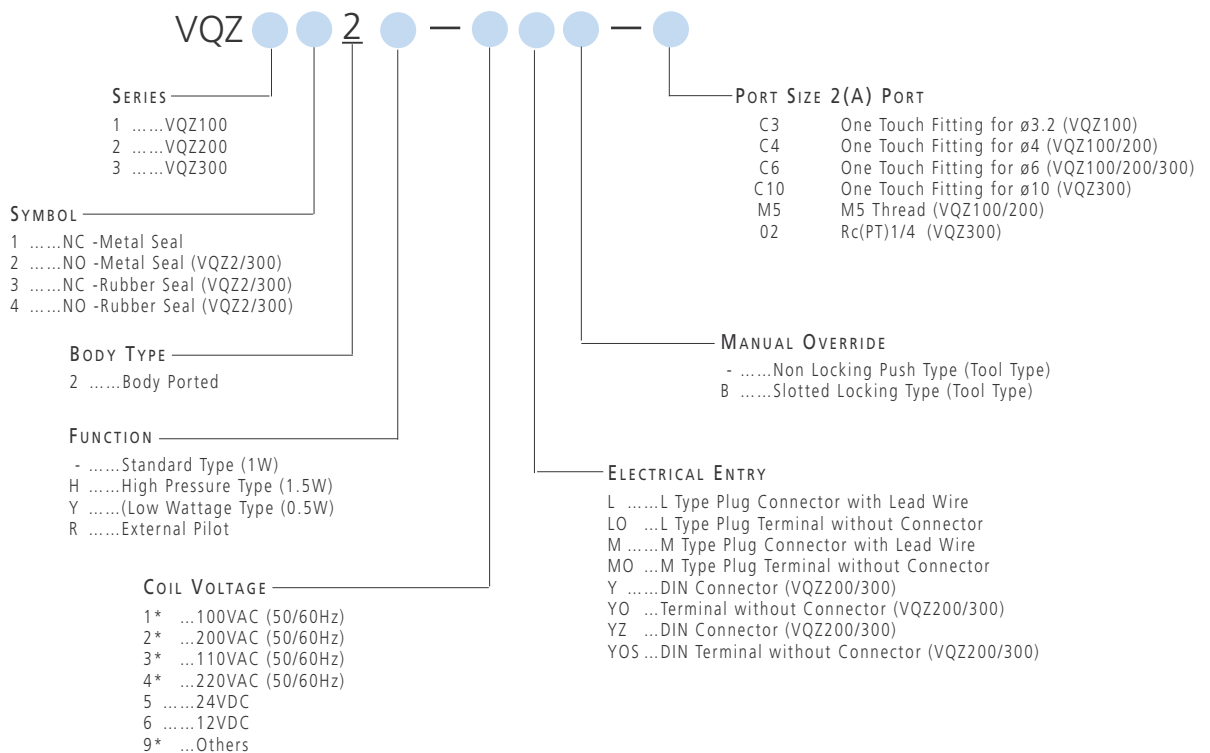 VQZ 2 — —
SERIES
1 ......VQZ100
2 ......VQZ200
3 ......VQZ300
SYMBOL
1 ......NC -Metal Seal
2 ......NO -Metal Seal (VQZ2/300)
3 ......NC -Rubber Seal (VQZ2/300)
4 ......NO -Rubber Seal (VQZ2/300)
BODY TYPE
2 ......Body Ported
FUNCTION
- ......Standard Type (1W)
H ......High Pressure Type (1.5W)
Y ......(Low Wattage Type (0.5W)
R ......External Pilot
COIL VOLTAGE
1* ...100VAC (50/60Hz)
2* ...200VAC (50/60Hz)
3* ...110VAC (50/60Hz)
4* ...220VAC (50/60Hz)
5 ......24VDC
6 ......12VDC
9* ...Others
PORT SIZE 2(A) PORT
C3 One Touch Fitting for ø3.2 (VQZ100)
C4 One Touch Fitting for ø4 (VQZ100/200)
C6 One Touch Fitting for ø6 (VQZ100/200/300)
C10 One Touch Fitting for ø10 (VQZ300)
M5 M5 Thread (VQZ100/200)
02 Rc(PT)1/4 (VQZ300)
MANUAL OVERRIDE
- ......Non Locking Push Type (Tool Type)
B ......Slotted Locking Type (Tool Type)
ELECTRICAL ENTRY
L ......L Type Plug Connector with Lead Wire
LO ...L Type Plug Terminal without Connector
M ......M Type Plug Connector with Lead Wire
MO ...M Type Plug Terminal without Connector
Y ......DIN Connector (VQZ200/300)
YO ...Terminal without Connector (VQZ200/300)
YZ ...DIN Connector (VQZ200/300)
YOS ...DIN Terminal without Connector (VQZ200/300)